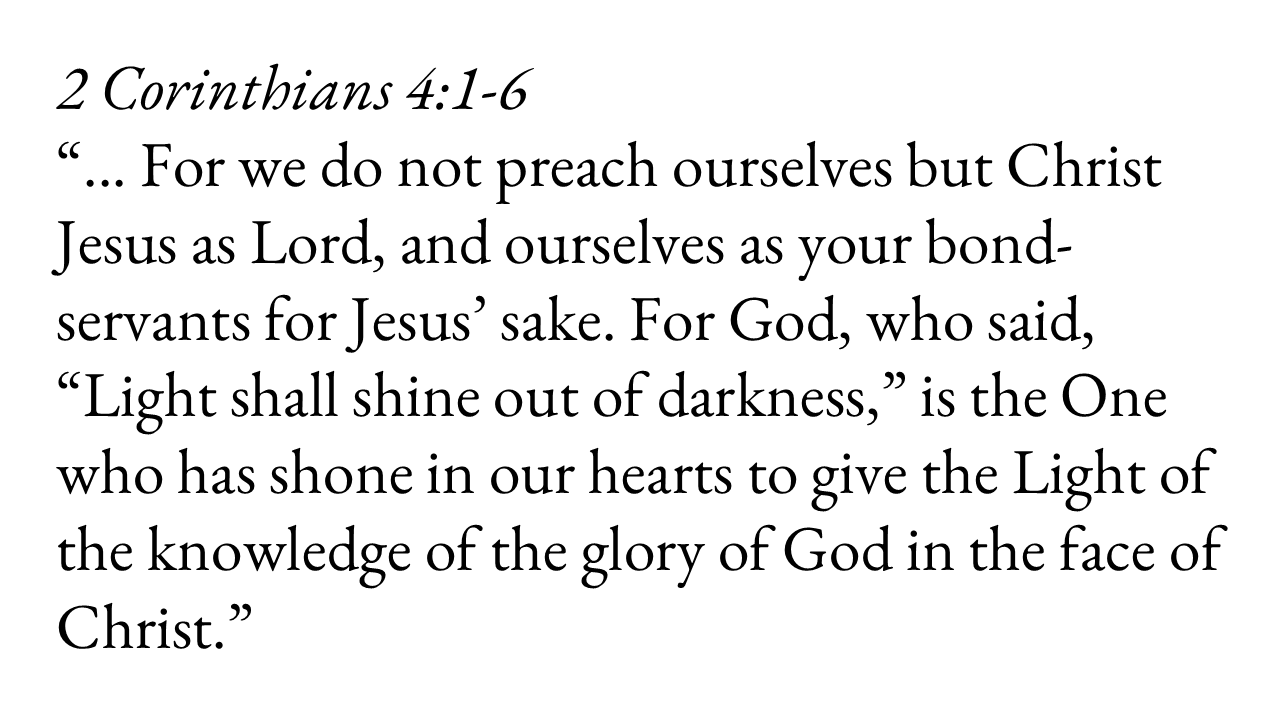 2 Corinthians 4:1-6
“… For we do not preach ourselves but Christ
Jesus as Lord, and ourselves as your bond-
servants for Jesus’ sake. For God, who said,
“Light shall shine out of darkness,” is the One
who has shone in our hearts to give the Light of
the knowledge of the glory of God in the face of
Christ.”